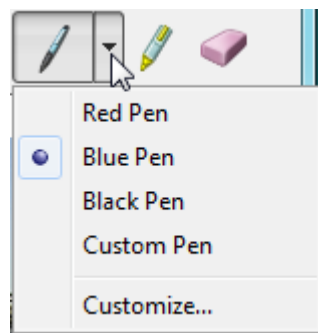 Red Pen
Blue Pen
Black Pen
Custom Pen
Customize...